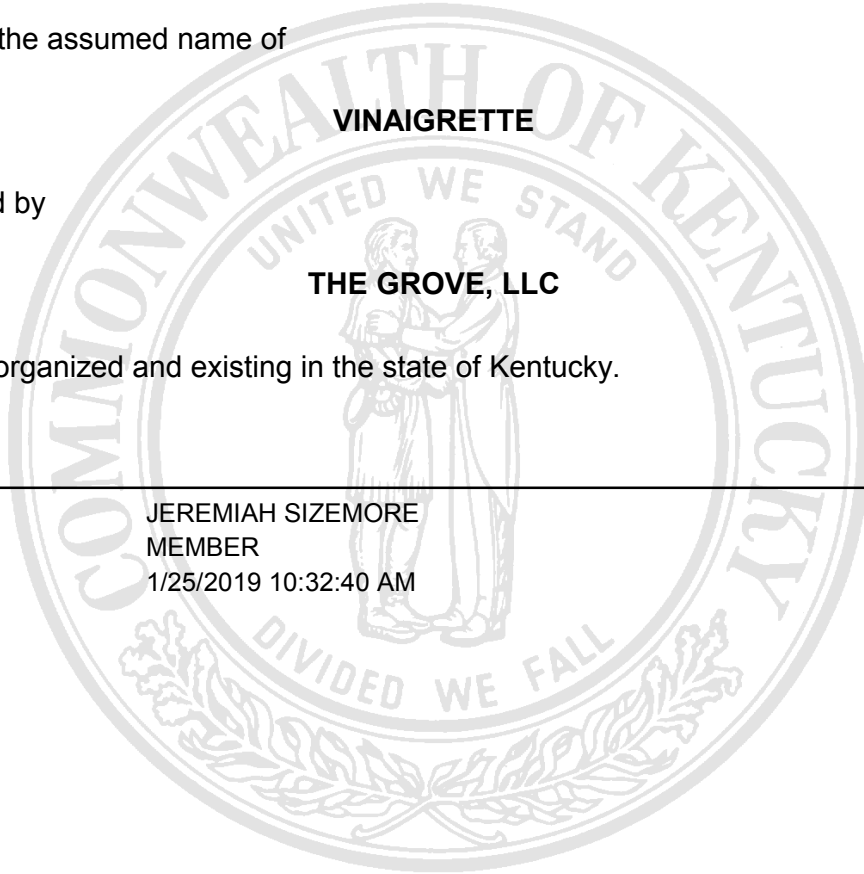 the assumed name of
VINAIGRETTE
d by
THE GROVE, LLC
organized and existing in the state of Kentucky.
JEREMIAH SIZEMORE
MEMBER
1/25/2019 10:32:40 AM
COMMONWEALTH OF KENTUCKY
UNITED WE STAND
DIVIDED WE FALL